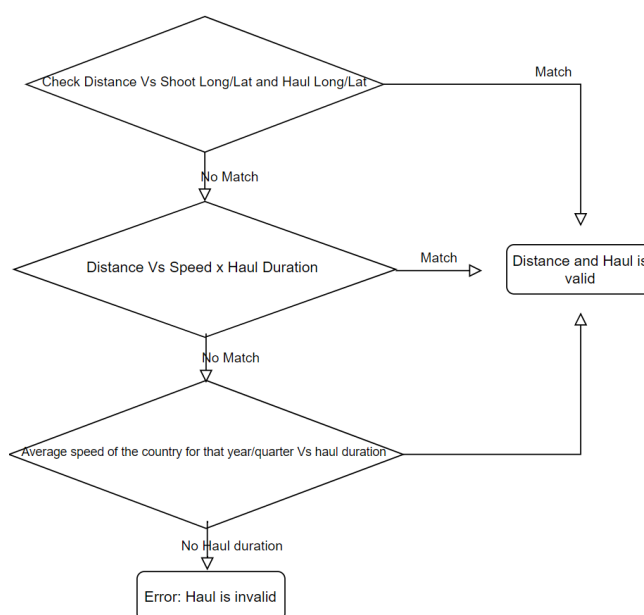 Check Distance Vs Shoot Long/Lat and Haul Long/Lat
Match
No Match
Distance Vs Speed x Haul Duration
Match
Distance and Haul is
valid
No Match
Average speed of the country for that year/quarter Vs haul duration
No Haul duration
Error: Haul is invalid